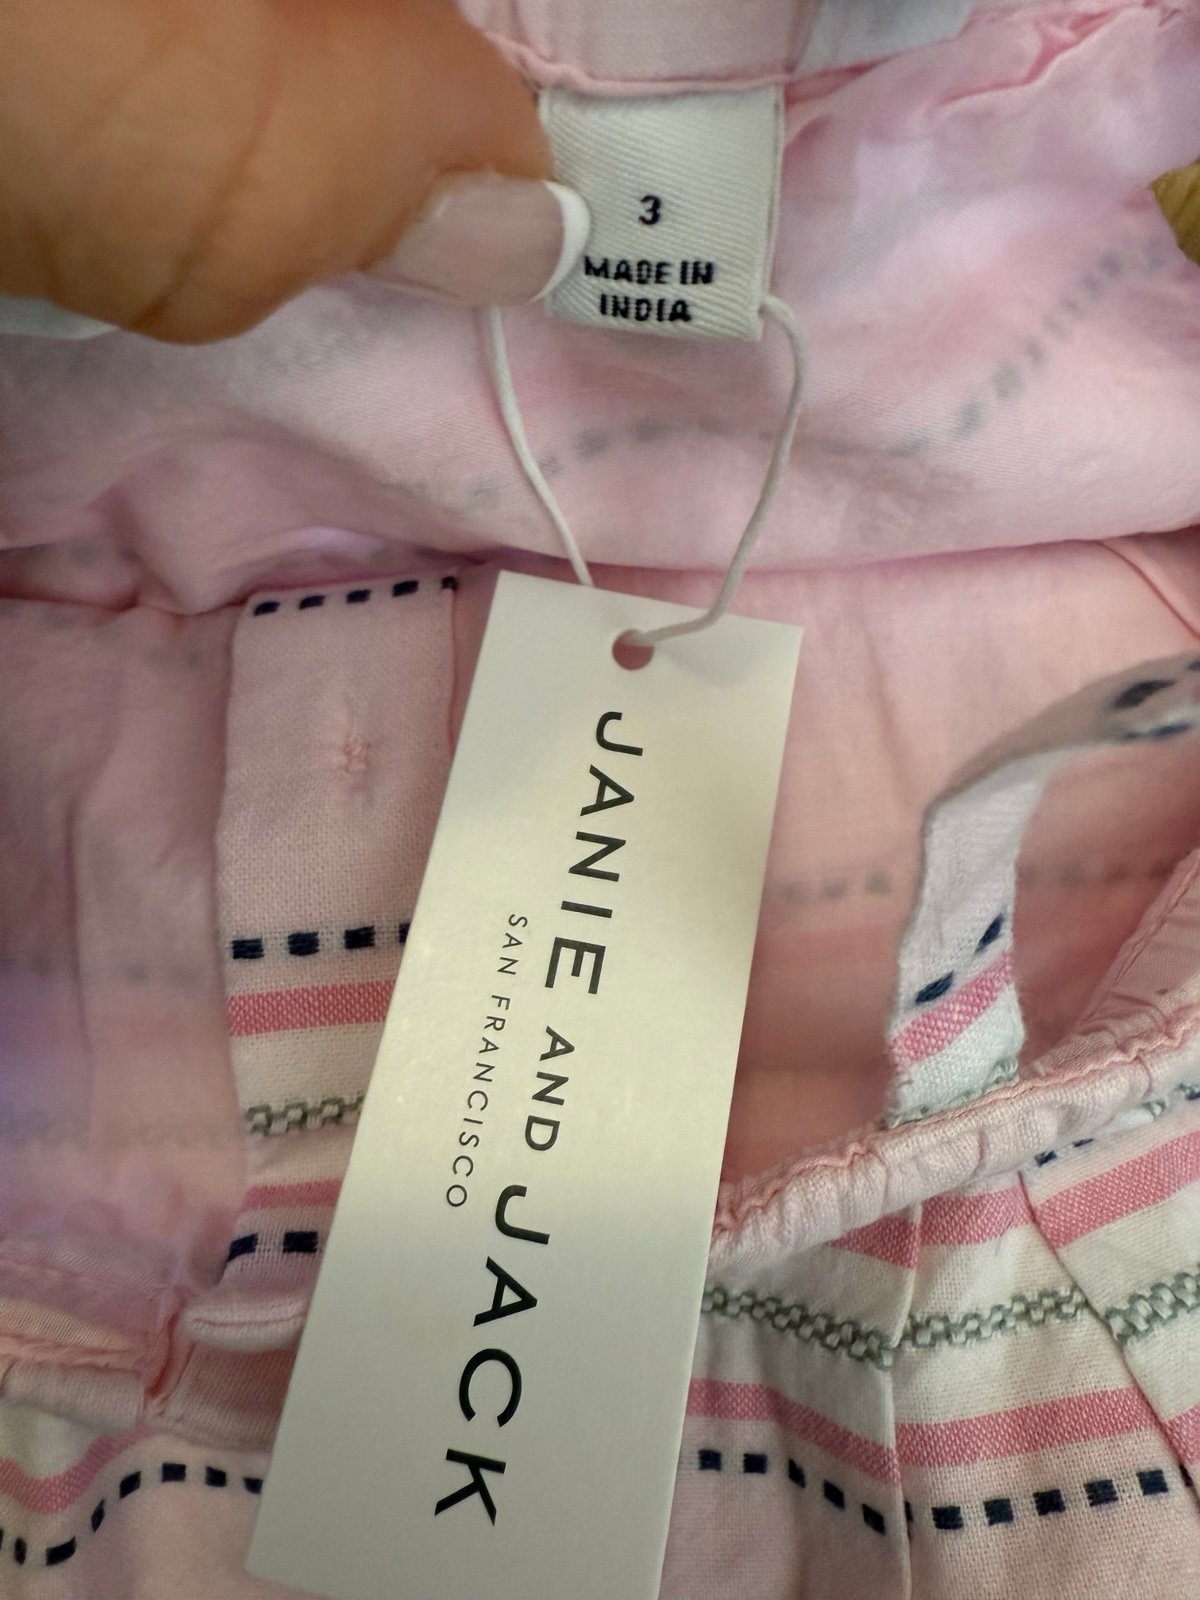 3
MADE IN
INDIA
JANIE AND JACK
SAN FRANCISCO